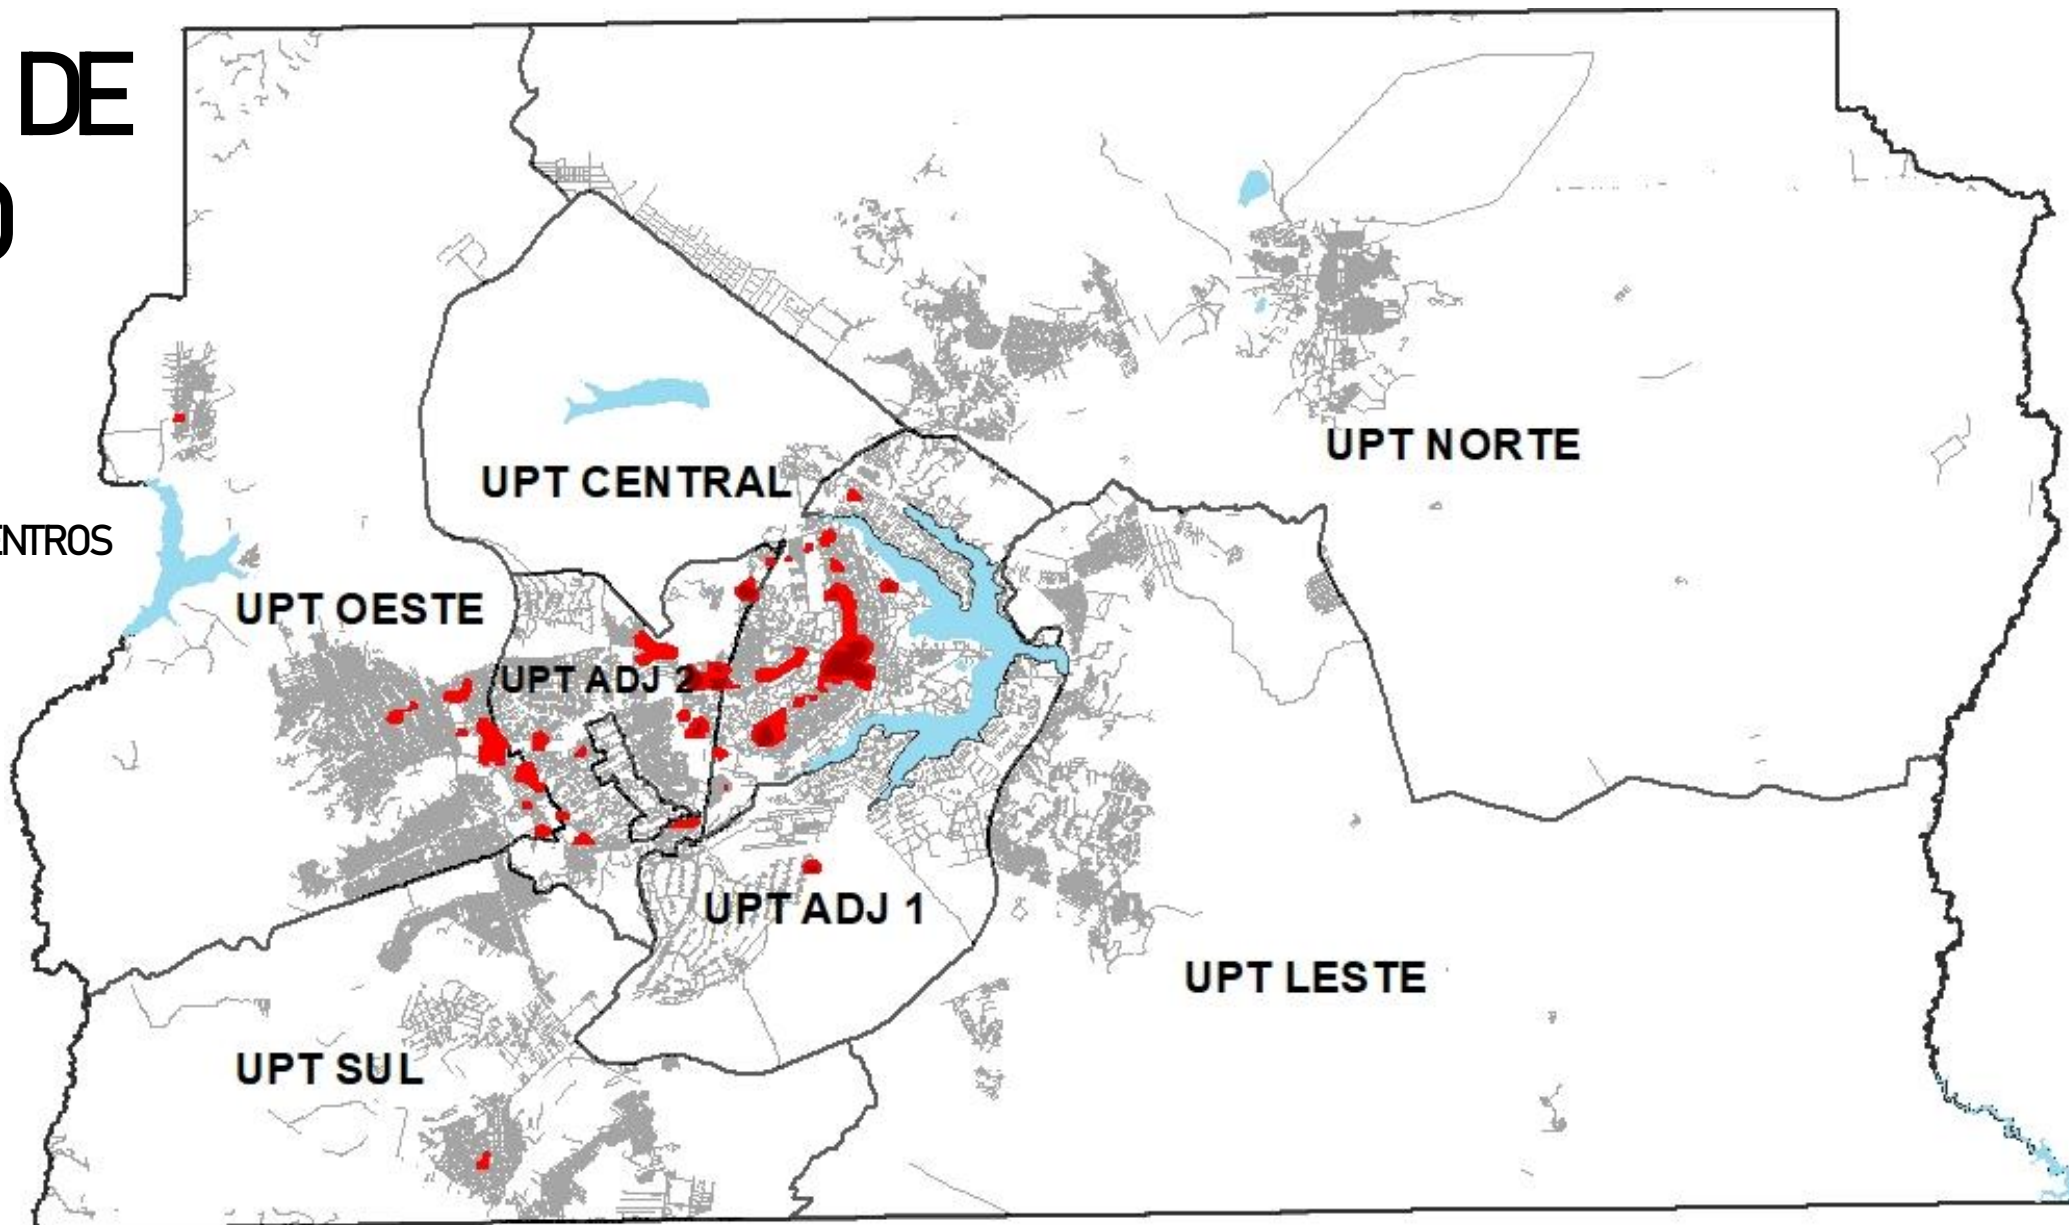 DE
ENTROS
UPT NORTE
UPT CENTRAL
UPT OESTE
UPT ADJ 2
UPT ADJ 1
UPT LESTE
UPT SUL